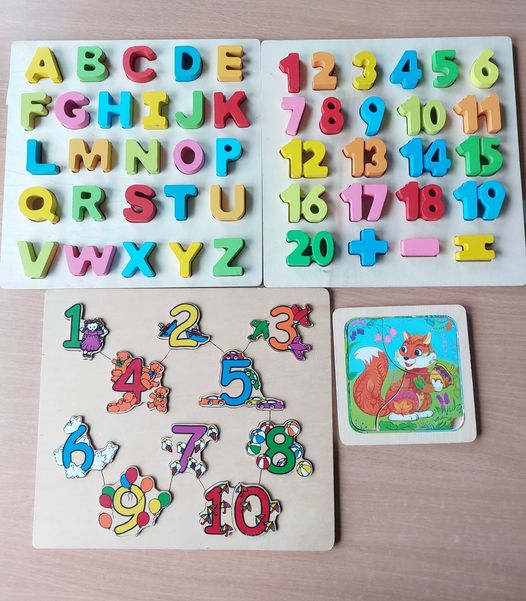 A B C D E
F G H I J K
L M N O P
Q R S T U
V W X Y Z
1 2 3 4 5 6
7 8 9 10 11
12 13 14 15
16 17 18 19
20 + - =
1 2 3
4 5
6 7 8
9 10